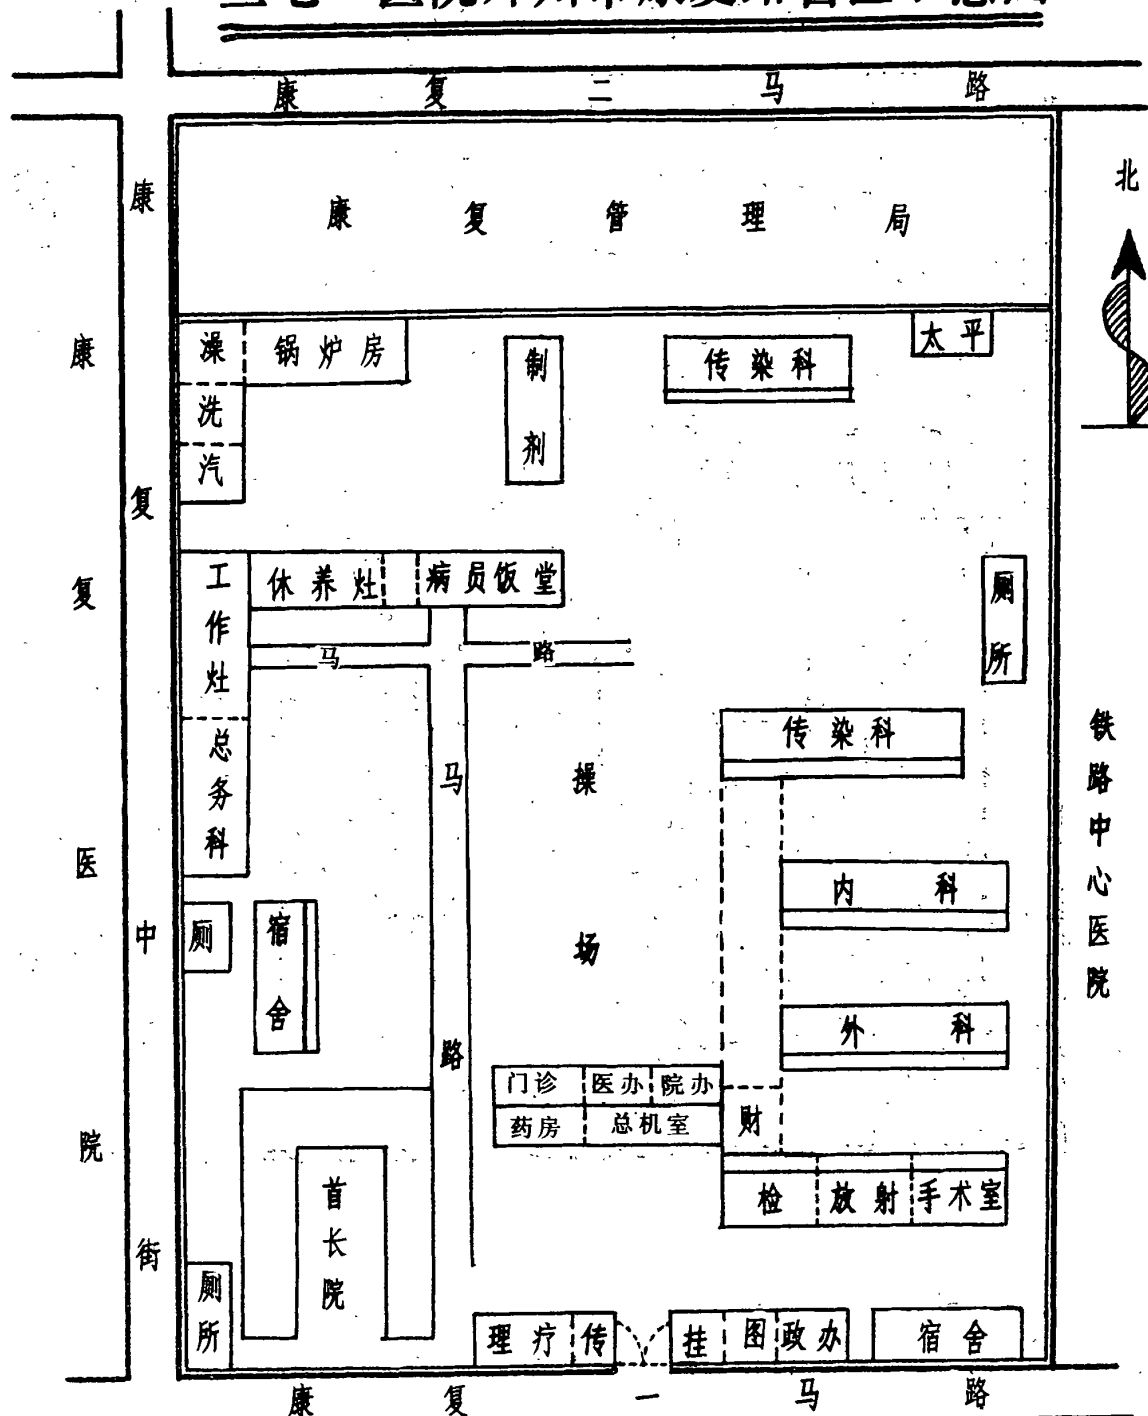 康复二马路
北
康复中街
康复医院
康复管理局
澡
锅炉房
洗
汽
制剂
传染科
太平
工作灶
休养灶
病员饭堂
厕所
马路
总务科
马路
操场
传染科
铁路中心医院
内科
厕
宿舍
外科
门诊
医办
院办
药房
总机室
财
检
放射
手术室
首长院
厕所
理疗
传
挂
图
政办
宿舍
康复一马路